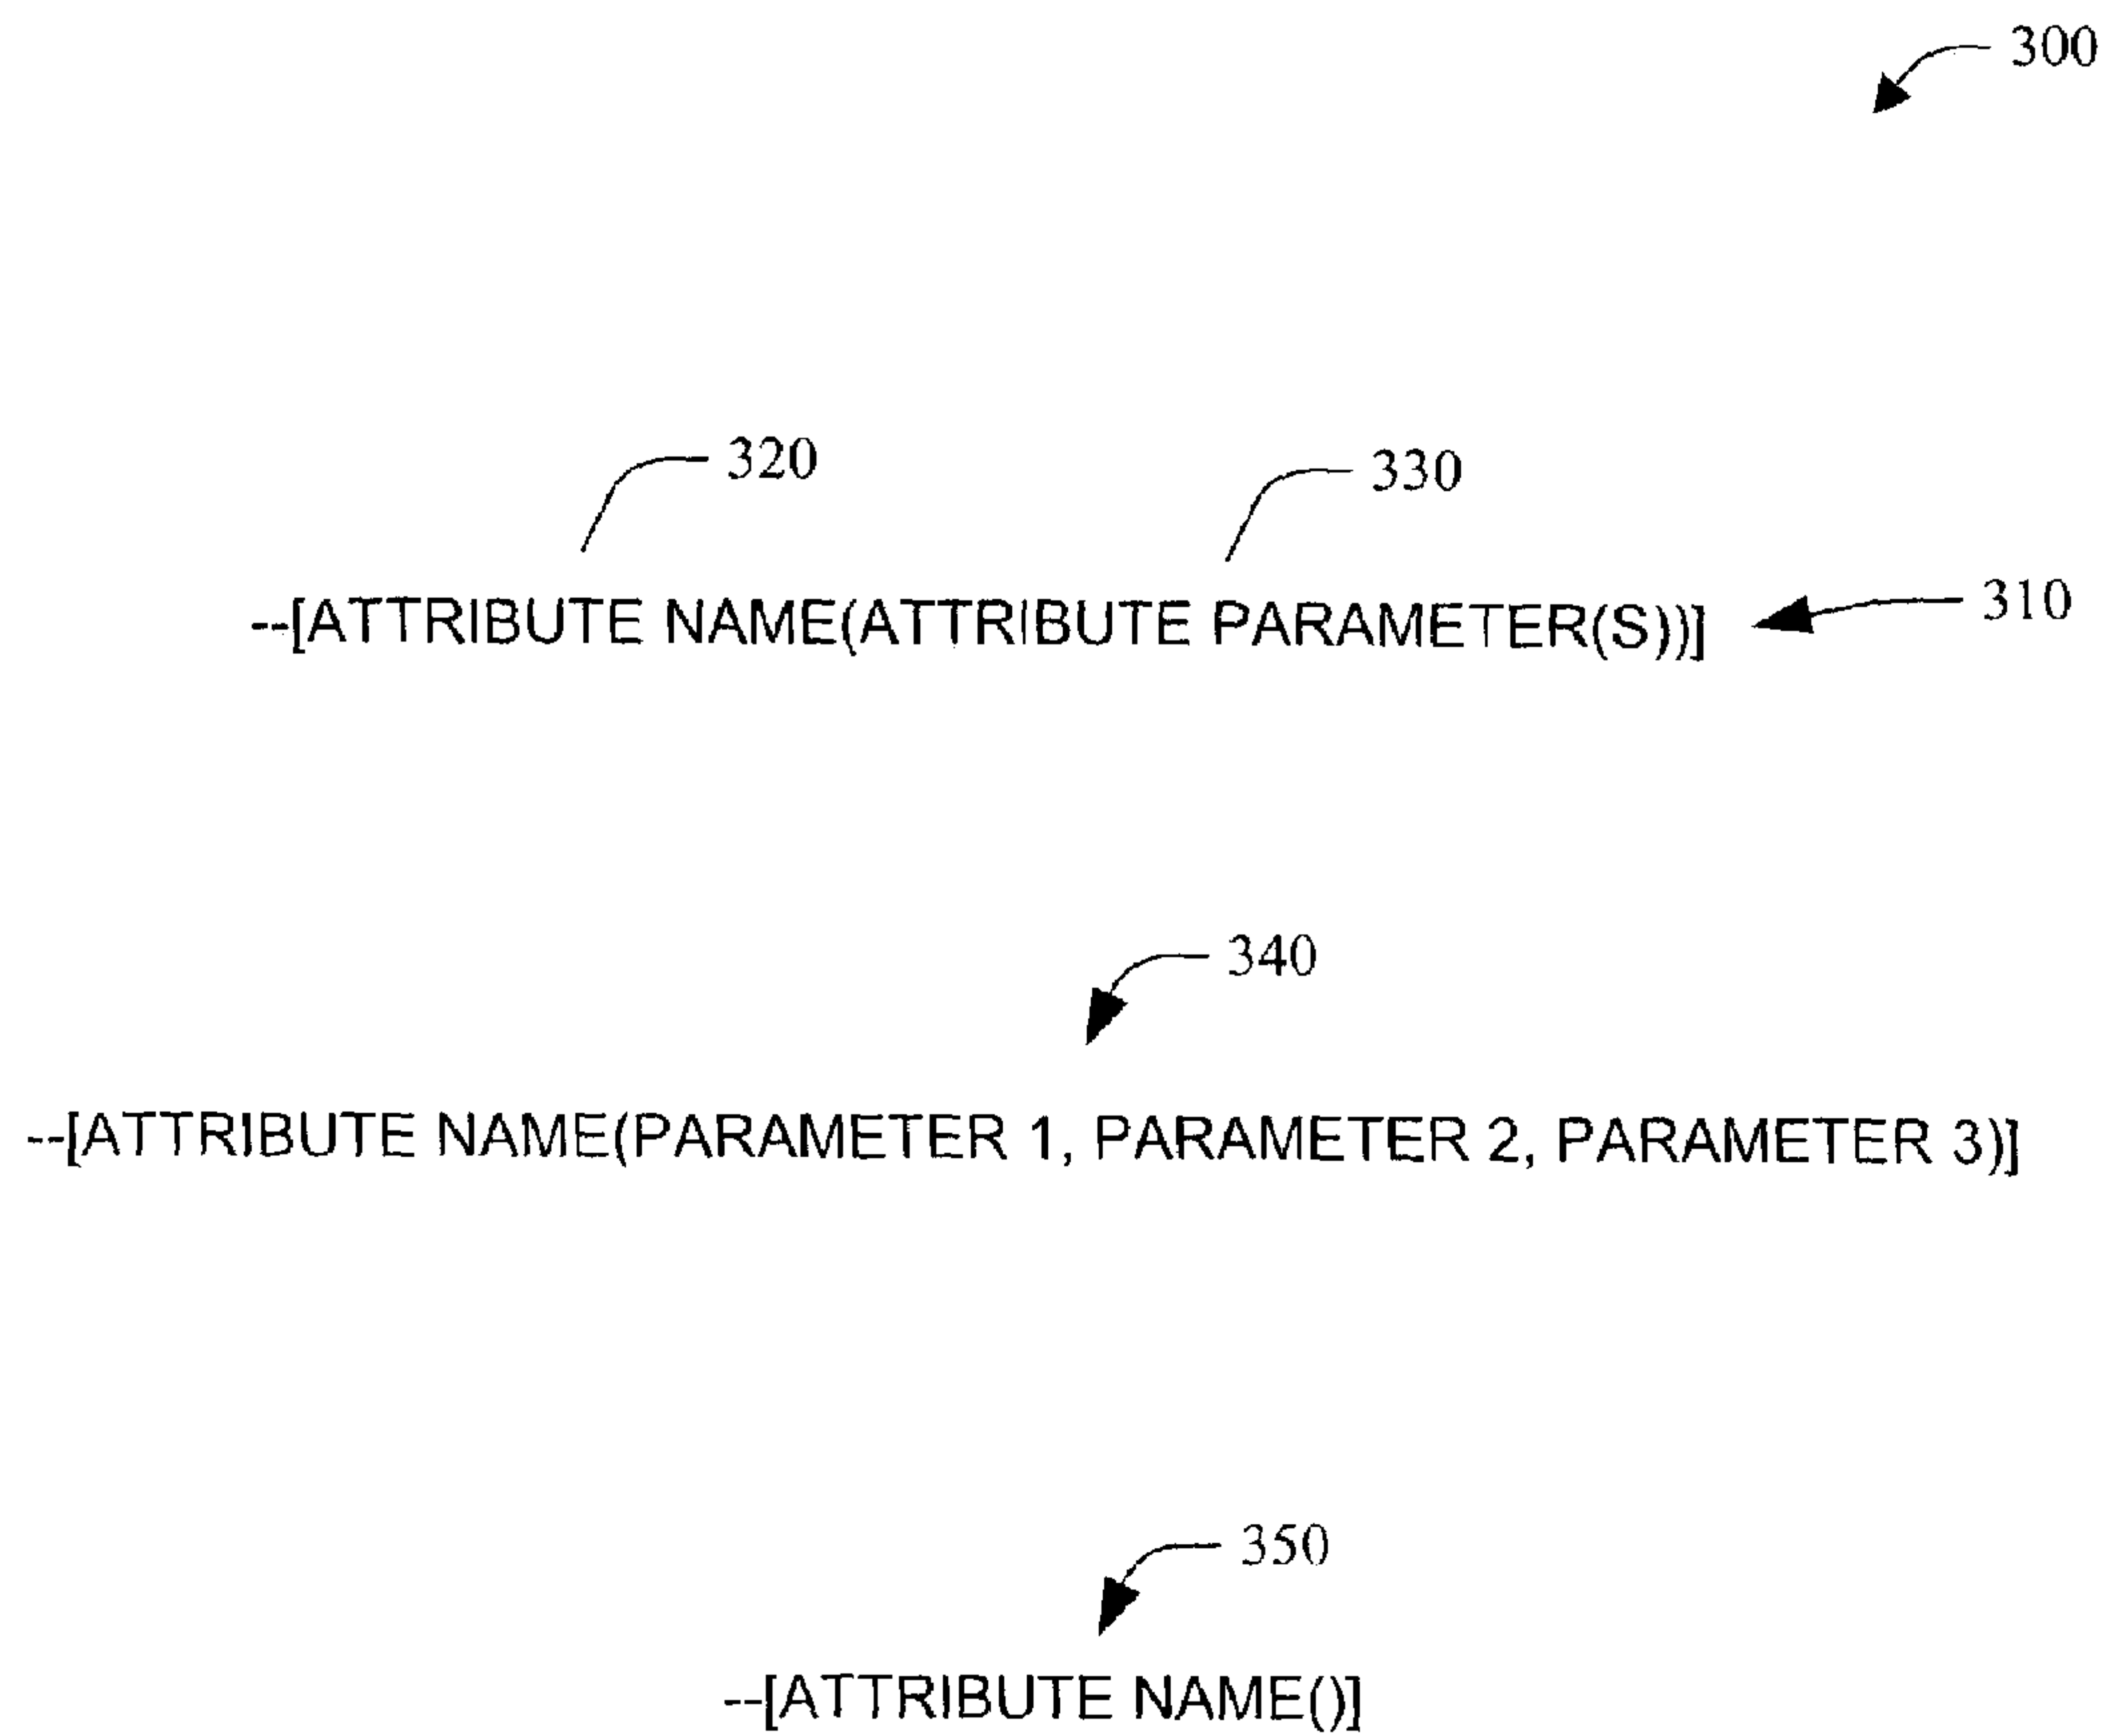 300
320
330
--[ATTRIBUTE NAME(ATTRIBUTE PARAMETER(S))]
310
340
--[ATTRIBUTE NAME(PARAMETER 1, PARAMETER 2, PARAMETER 3)]
350
--[ATTRIBUTE NAME()]